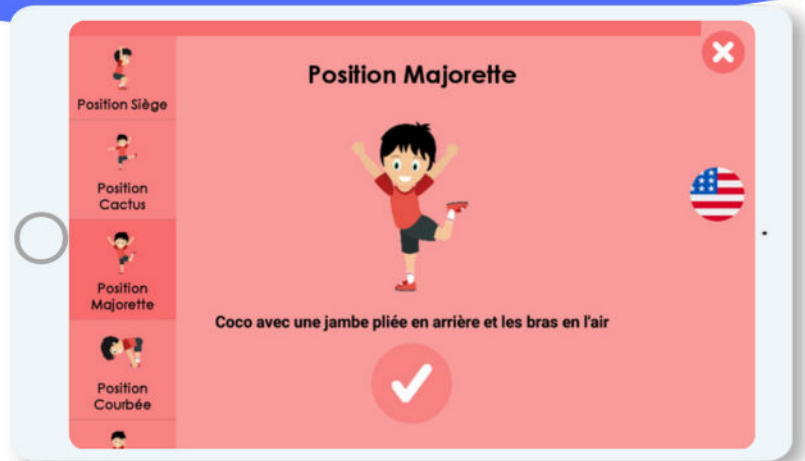 Position Siège
Position
Cactus
Position
Majorette
Position
Courbée
Position Majorette
Coco avec une jambe pliée en arrière et les bras en l'air